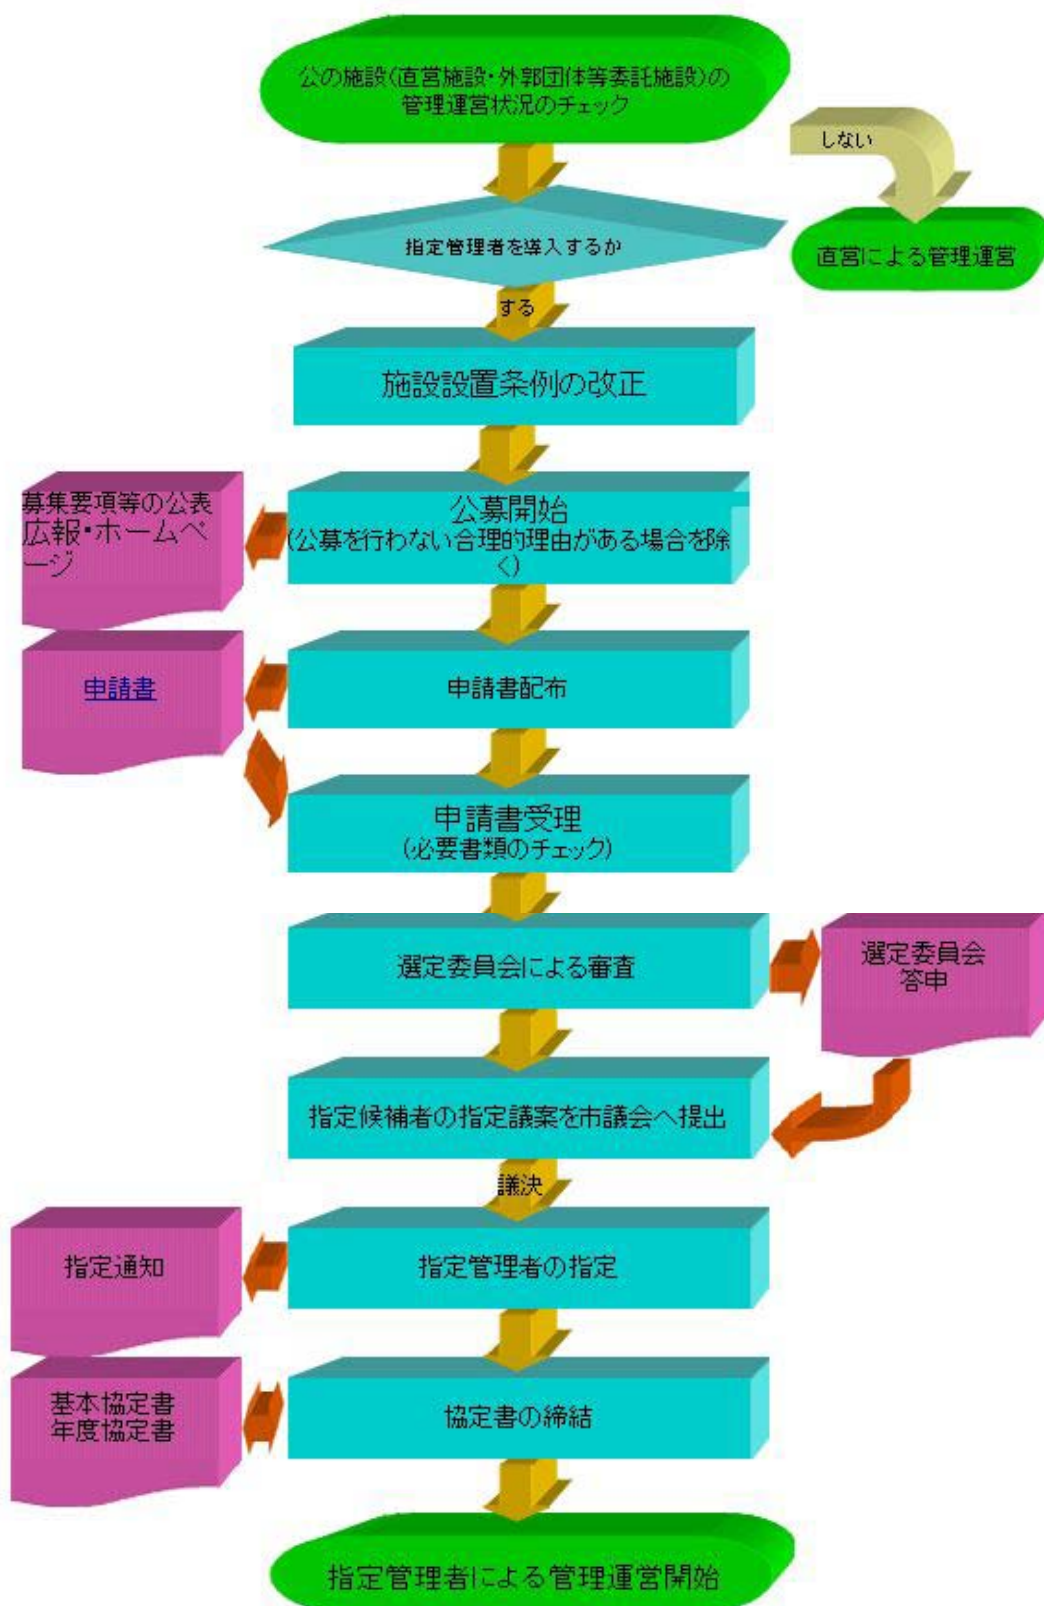 公の施設(直営施設・外郭団体等委託施設)の
管理運営状況のチェック
しない
指定管理者を導入するか
直営による管理運営
する
施設設置条例の改正
募集要項等の公表
広報・ホームペ
ージ
公募開始
(公募を行わない合理的理由がある場合を除
く)
申請書
申請書配布
申請書受理
(必要書類のチェック)
選定委員会による審査
選定委員会
答申
指定候補者の指定議案を市議会へ提出
議決
指定通知
指定管理者の指定
基本協定書
年度協定書
協定書の締結
指定管理者による管理運営開始